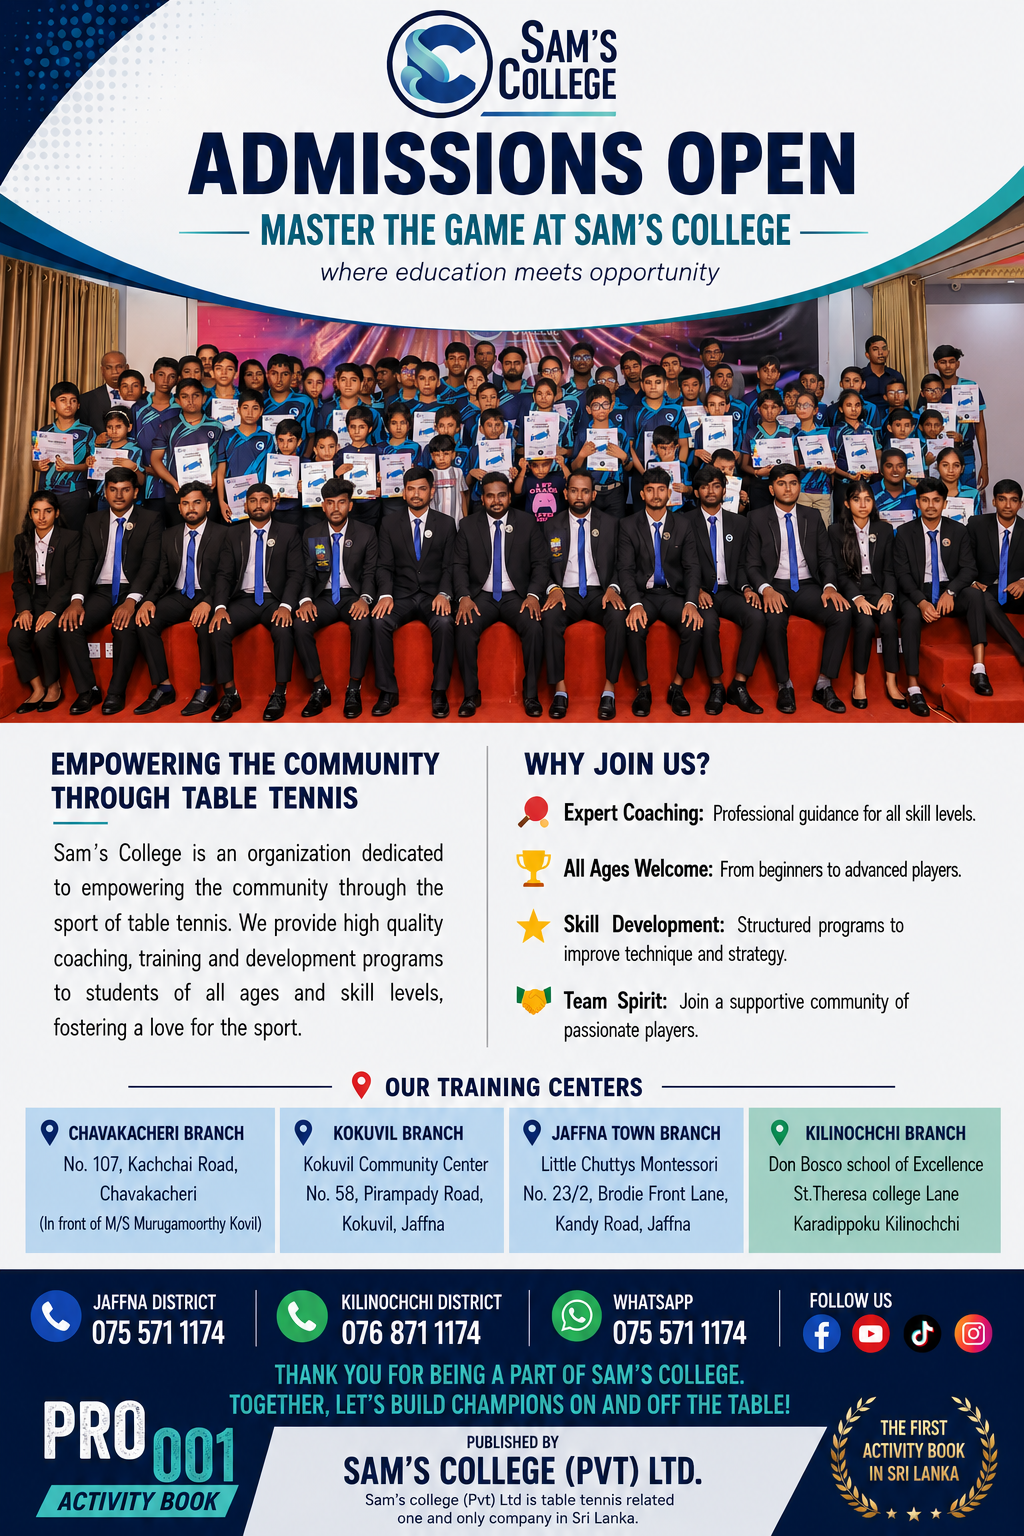 SAM'S
COLLEGE
ADMISSIONS OPEN
MASTER THE GAME AT SAM'S COLLEGE
where education meets opportunity
EMPOWERING THE COMMUNITY
THROUGH TABLE TENNIS
Sam's College is an organization dedicated
to empowering the community through the
sport of table tennis. We provide high quality
coaching, training and development programs
to students of all ages and skill levels,
fostering a love for the sport.
WHY JOIN US?
Expert Coaching: Professional guidance for all skill levels.
All Ages Welcome: From beginners to advanced players.
Skill Development: Structured programs to
improve technique and strategy.
Team Spirit: Join a supportive community of
passionate players.
OUR TRAINING CENTERS
CHAVAKACHERI BRANCH
No. 107, Kachchai Road,
Chavakacheri
(In front of M/S Murugamoorthy Kovil)
KOKUVIL BRANCH
Kokuvil Community Center
No. 58, Pirampady Road,
Kokuvil, Jaffna
JAFFNA TOWN BRANCH
Little Chuttys Montessori
No. 23/2, Brodie Front Lane,
Kandy Road, Jaffna
KILINOCHCHI BRANCH
Don Bosco school of Excellence
St.Theresa college Lane
Karadippoku Kilinochchi
JAFFNA DISTRICT
075 571 1174
KILINOCHCHI DISTRICT
076 871 1174
WHATSAPP
075 571 1174
FOLLOW US
THANK YOU FOR BEING A PART OF SAM'S COLLEGE.
TOGETHER, LET'S BUILD CHAMPIONS ON AND OFF THE TABLE!
PRO 001
ACTIVITY BOOK
PUBLISHED BY
SAM'S COLLEGE (PVT) LTD.
Sam's college (Pvt) Ltd is table tennis related
one and only company in Sri Lanka.
THE FIRST
ACTIVITY BOOK
IN SRI LANKA